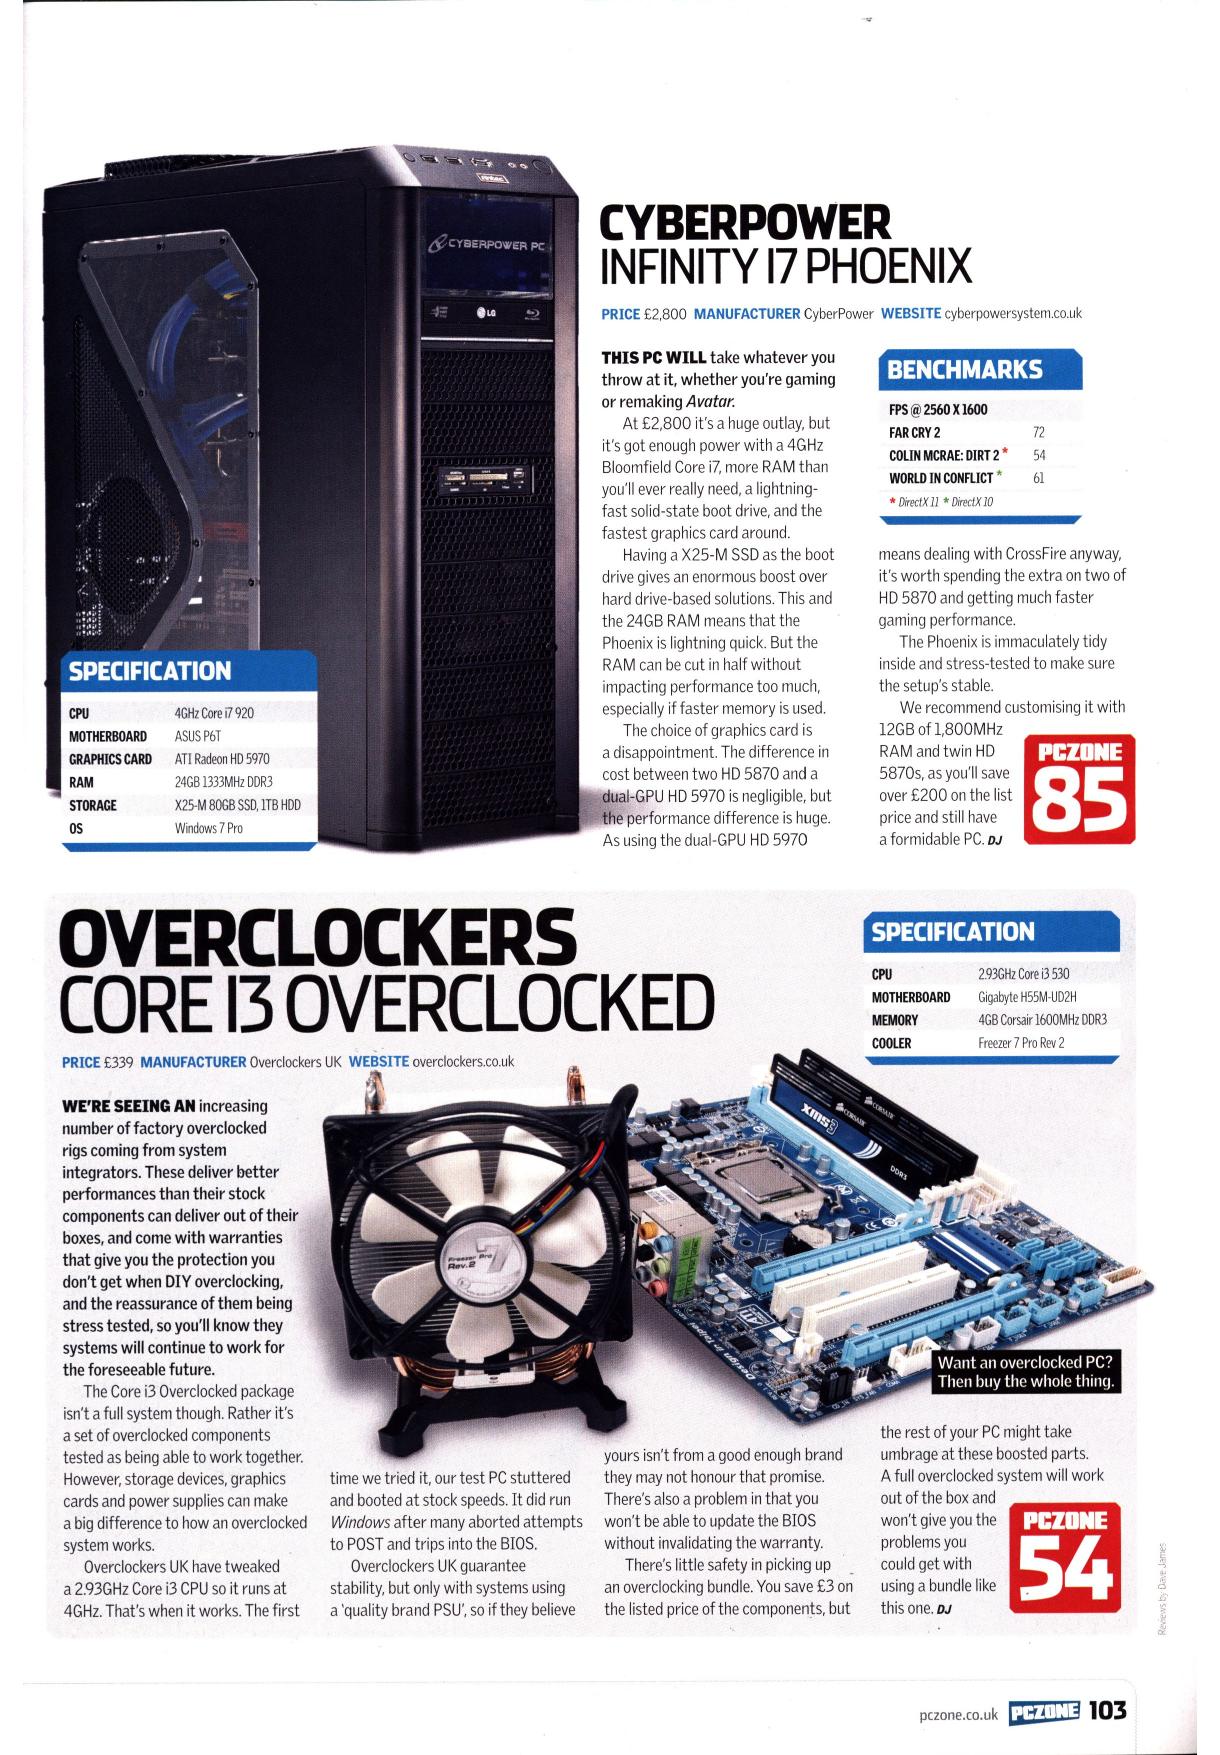 Antec
CYBERPOWER PC
LG
CYBERPOWER
INFINITY I7 PHOENIX
PRICE £2,800 MANUFACTURER CyberPower WEBSITE cyberpowersystem.co.uk
THIS PC WILL take whatever you
throw at it, whether you're gaming
or remaking Avatar.
At £2,800 it's a huge outlay, but
it's got enough power with a 4GHz
Bloomfield Core i7, more RAM than
you'll ever really need, a lightning-
fast solid-state boot drive, and the
fastest graphics card around.
Having a X25-M SSD as the boot
drive gives an enormous boost over
hard drive-based solutions. This and
the 24GB RAM means that the
Phoenix is lightning quick. But the
RAM can be cut in half without
impacting performance too much,
especially if faster memory is used.
The choice of graphics card is
a disappointment. The difference in
cost between two HD 5870 and a
dual-GPU HD 5970 is negligible, but
the performance difference is huge.
As using the dual-GPU HD 5970
BENCHMARKS
FPS @ 2560 X 1600
FAR CRY 2 72
COLIN MCRAE: DIRT 2 * 54
WORLD IN CONFLICT * 61
* DirectX 11 * DirectX 10
means dealing with CrossFire anyway,
it's worth spending the extra on two of
HD 5870 and getting much faster
gaming performance.
The Phoenix is immaculately tidy
inside and stress-tested to make sure
the setup's stable.
We recommend customising it with
12GB of 1,800MHz
RAM and twin HD
5870s, as you'll save
over £200 on the list
price and still have
a formidable PC. DJ
PCZONE
85
SPECIFICATION
CPU 4GHz Core i7 920
MOTHERBOARD ASUS P6T
GRAPHICS CARD ATI Radeon HD 5970
RAM 24GB 1333MHz DDR3
STORAGE X25-M 80GB SSD, 1TB HDD
OS Windows 7 Pro
OVERCLOCKERS
CORE I3 OVERCLOCKED
PRICE £339 MANUFACTURER Overclockers UK WEBSITE overclockers.co.uk
SPECIFICATION
CPU 2.93GHz Core i3 530
MOTHERBOARD Gigabyte H55M-UD2H
MEMORY 4GB Corsair 1600MHz DDR3
COOLER Freezer 7 Pro Rev 2
WE'RE SEEING AN increasing
number of factory overclocked
rigs coming from system
integrators. These deliver better
performances than their stock
components can deliver out of their
boxes, and come with warranties
that give you the protection you
don't get when DIY overclocking,
and the reassurance of them being
stress tested, so you'll know they
systems will continue to work for
the foreseeable future.
The Core i3 Overclocked package
isn't a full system though. Rather it's
a set of overclocked components
tested as being able to work together.
However, storage devices, graphics
cards and power supplies can make
a big difference to how an overclocked
system works.
Overclockers UK have tweaked
a 2.93GHz Core i3 CPU so it runs at
4GHz. That's when it works. The first
Freezer 7 Pro
Rev.2
XMS3
CORSAIR
CORSAIR
DDR3
Want an overclocked PC?
Then buy the whole thing.
time we tried it, our test PC stuttered
and booted at stock speeds. It did run
Windows after many aborted attempts
to POST and trips into the BIOS.
Overclockers UK guarantee
stability, but only with systems using
a 'quality brand PSU', so if they believe
yours isn't from a good enough brand
they may not honour that promise.
There's also a problem in that you
won't be able to update the BIOS
without invalidating the warranty.
There's little safety in picking up
an overclocking bundle. You save £3 on
the listed price of the components, but
the rest of your PC might take
umbrage at these boosted parts.
A full overclocked system will work
out of the box and
won't give you the
problems you
could get with
using a bundle like
this one. DJ
PCZONE
54
Reviews by Dave James
pczone.co.uk PCZONE 103